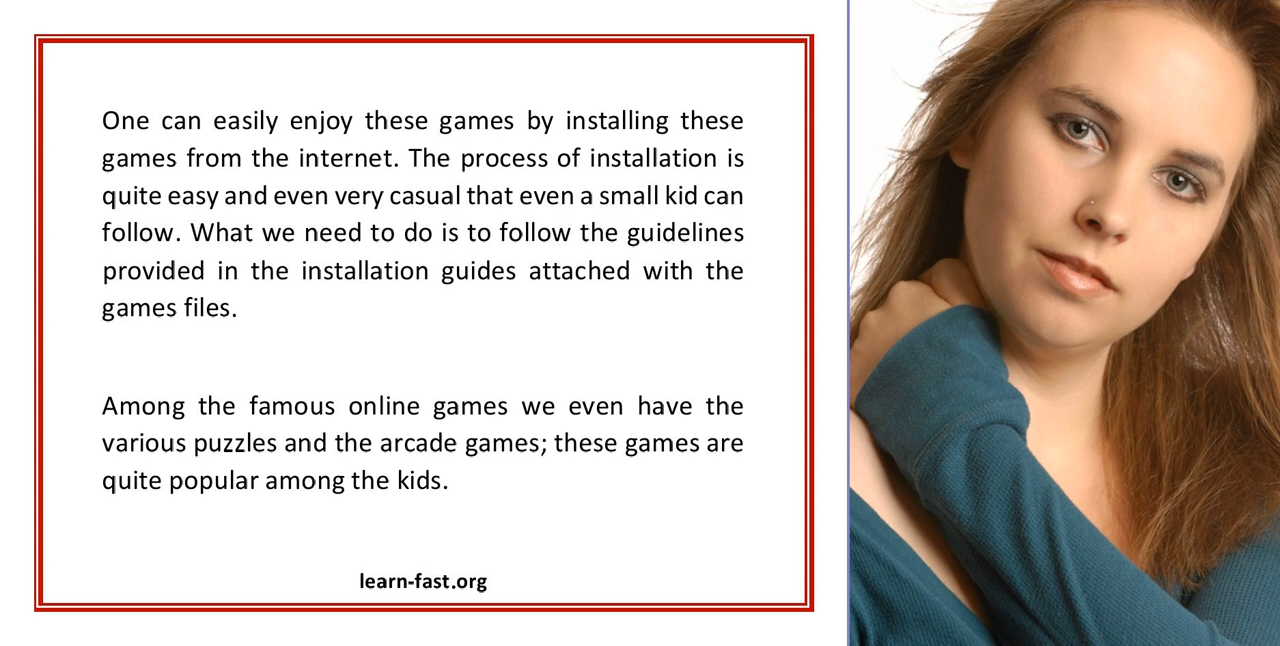 One can easily enjoy these games by installing these
games from the internet. The process of installation is
quite easy and even very casual that even a small kid can
follow. What we need to do is to follow the guidelines
provided in the installation guides attached with the
games files.
Among the famous online games we even have the
various puzzles and the arcade games; these games are
quite popular among the kids.
learn-fast.org